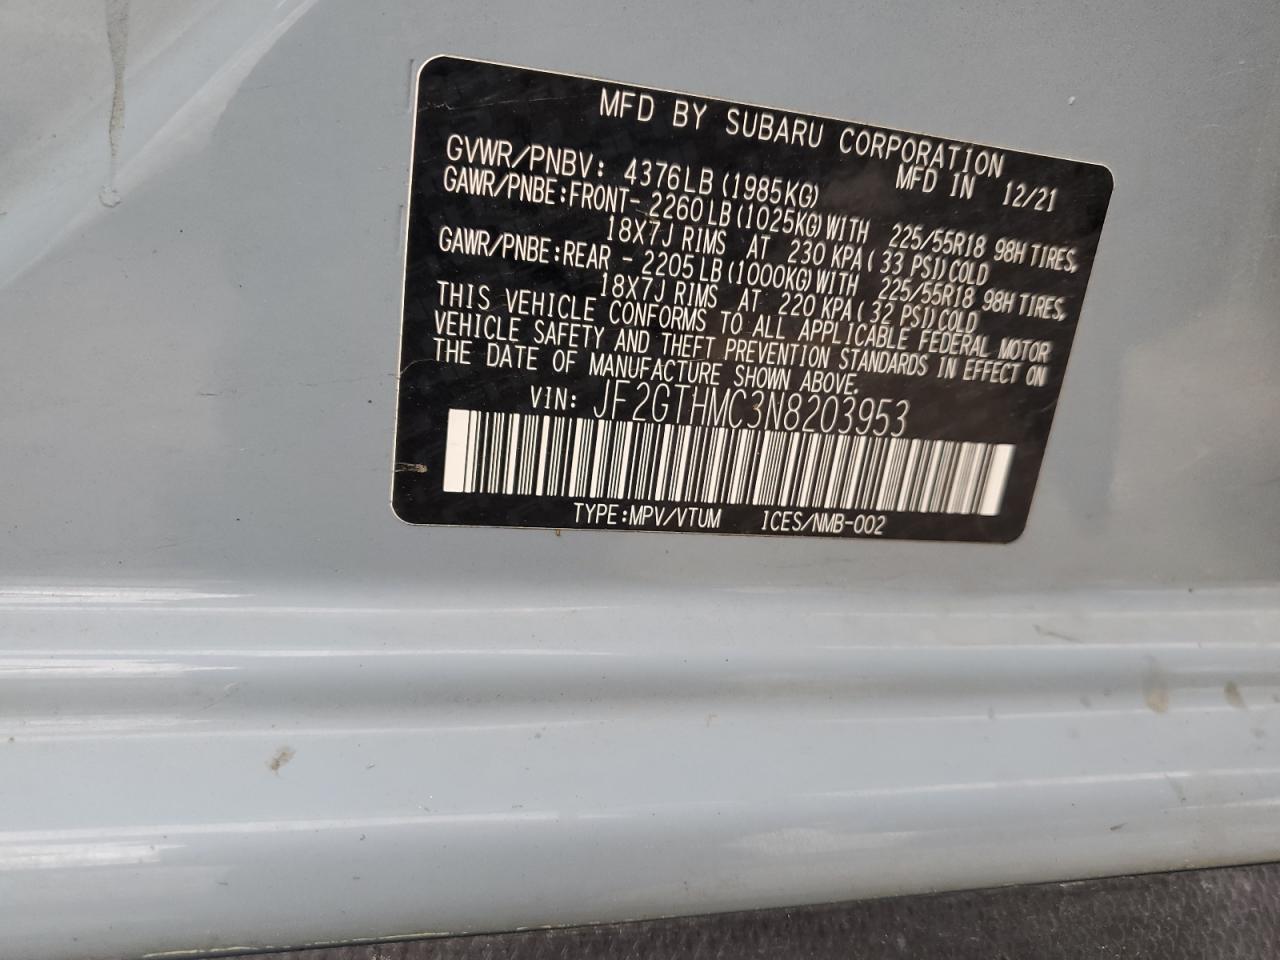 MFD BY SUBARU CORPORATION
GVWR/PNBV: 4376LB(1985KG) MFD IN 12/21
GAWR/PNBE:FRONT- 2260LB(1025KG)WITH 225/55R18 98H TIRES,
18X7J RIMS AT 230 KPA( 33 PSI)COLD
GAWR/PNBE:REAR - 2205LB(1000KG)WITH 225/55R18 98H TIRES,
18X7J RIMS AT 220 KPA( 32 PSI)COLD
THIS VEHICLE CONFORMS TO ALL APPLICABLE FEDERAL MOTOR
VEHICLE SAFETY AND THEFT PREVENTION STANDARDS IN EFFECT ON
THE DATE OF MANUFACTURE SHOWN ABOVE.
VIN: JF2GTHMC3N8203953
TYPE:MPV/VTUM ICES/NMB-002